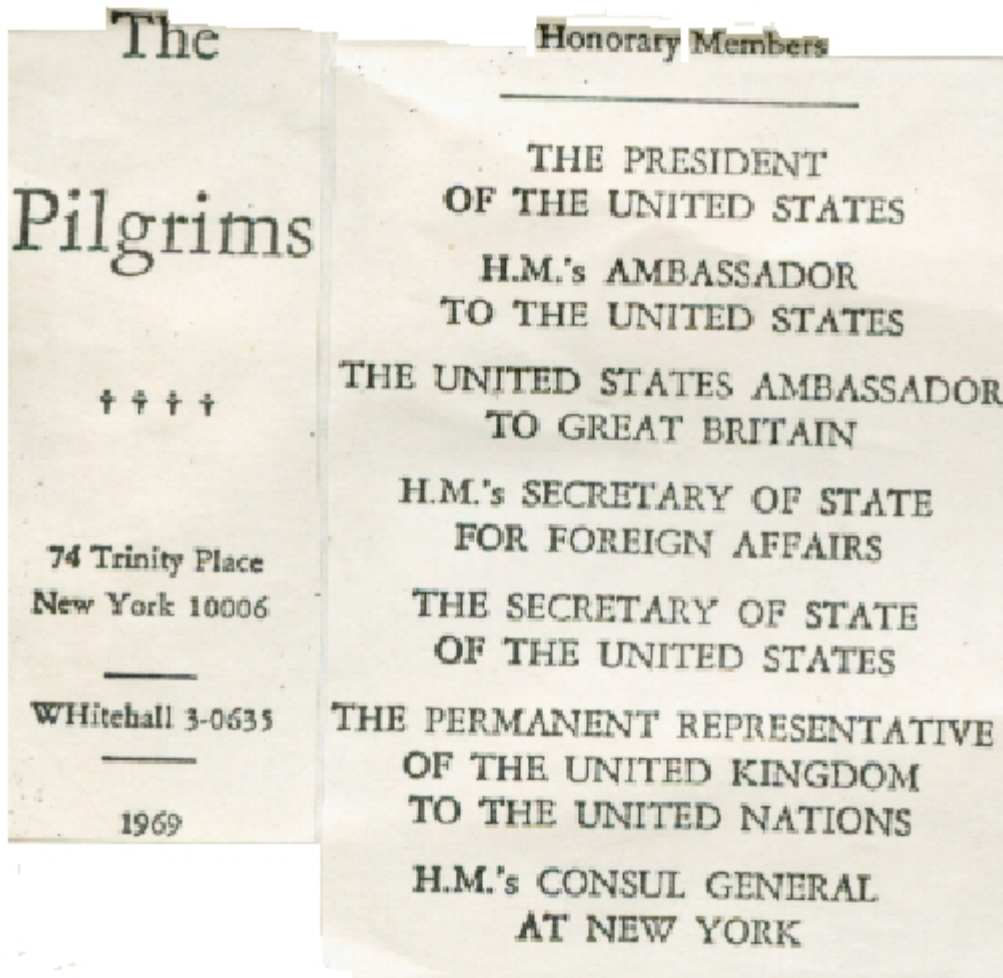 The
Pilgrims
✝ ✝ ✝ ✝
74 Trinity Place
New York 10006
WHitehall 3-0635
1969
Honorary Members
THE PRESIDENT
OF THE UNITED STATES
H.M.'s AMBASSADOR
TO THE UNITED STATES
THE UNITED STATES AMBASSADOR
TO GREAT BRITAIN
H.M.'s SECRETARY OF STATE
FOR FOREIGN AFFAIRS
THE SECRETARY OF STATE
OF THE UNITED STATES
THE PERMANENT REPRESENTATIVE
OF THE UNITED KINGDOM
TO THE UNITED NATIONS
H.M.'s CONSUL GENERAL
AT NEW YORK